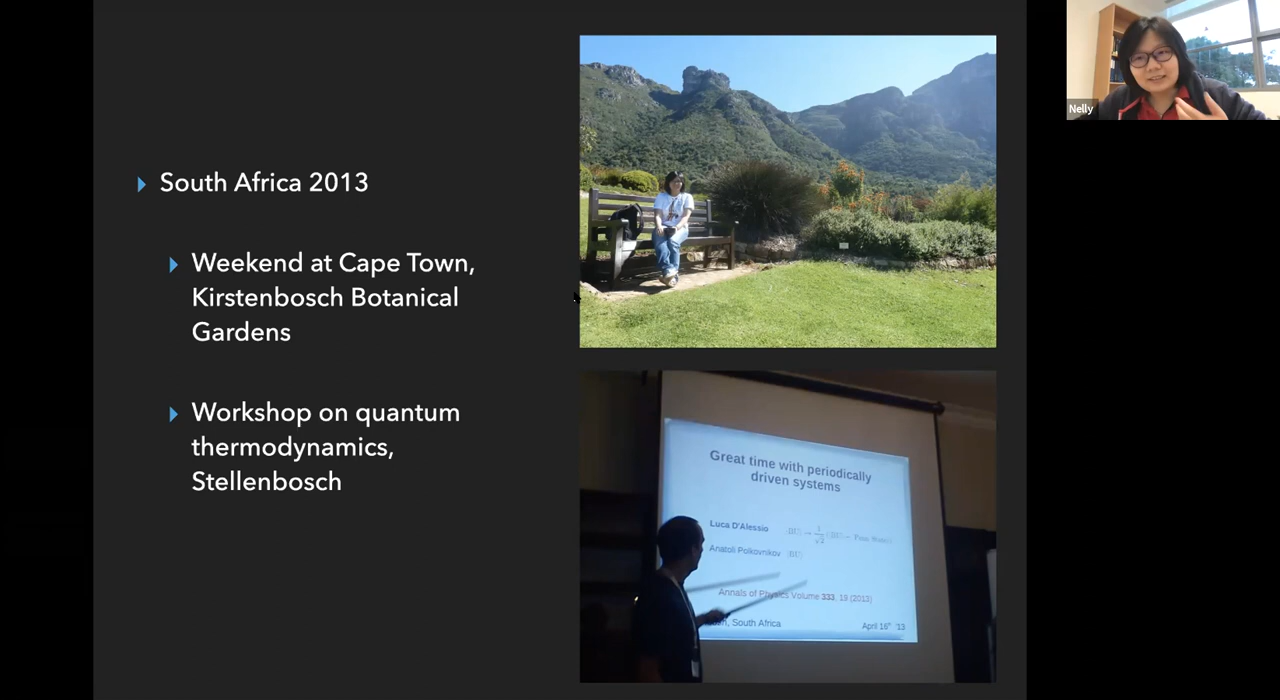 South Africa 2013
Weekend at Cape Town,
Kirstenbosch Botanical
Gardens
Workshop on quantum
thermodynamics,
Stellenbosch
Nelly
Great time with periodically
driven systems
Luca D'Alessio
Anatoli Polkovnikov
Annals of Physics Volume 333, 19 (2013)
South Africa
April 16th '13